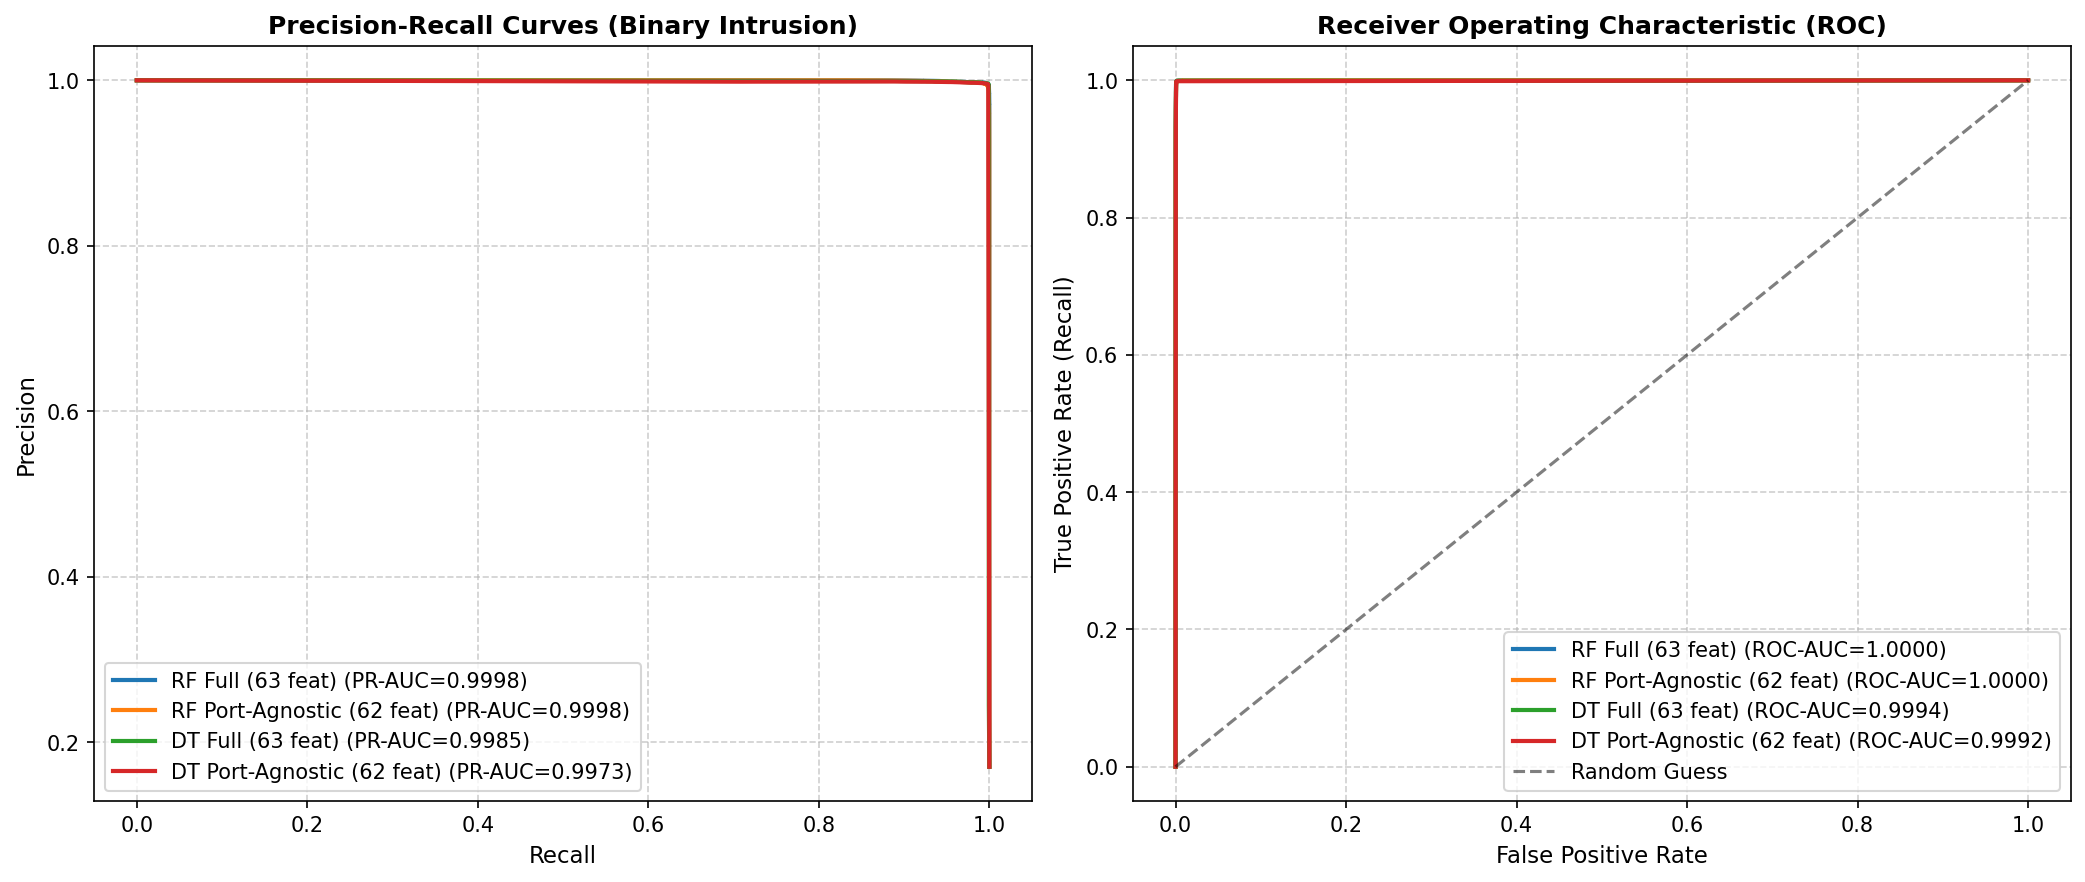 Precision-Recall Curves (Binary Intrusion)
1.0
0.8
0.6
0.4
0.2
Precision
RF Full (63 feat) (PR-AUC=0.9998)
RF Port-Agnostic (62 feat) (PR-AUC=0.9998)
DT Full (63 feat) (PR-AUC=0.9985)
DT Port-Agnostic (62 feat) (PR-AUC=0.9973)
0.0 0.2 0.4 0.6 0.8 1.0
Recall
Receiver Operating Characteristic (ROC)
1.0
0.8
0.6
0.4
0.2
0.0
True Positive Rate (Recall)
RF Full (63 feat) (ROC-AUC=1.0000)
RF Port-Agnostic (62 feat) (ROC-AUC=1.0000)
DT Full (63 feat) (ROC-AUC=0.9994)
DT Port-Agnostic (62 feat) (ROC-AUC=0.9992)
Random Guess
0.0 0.2 0.4 0.6 0.8 1.0
False Positive Rate